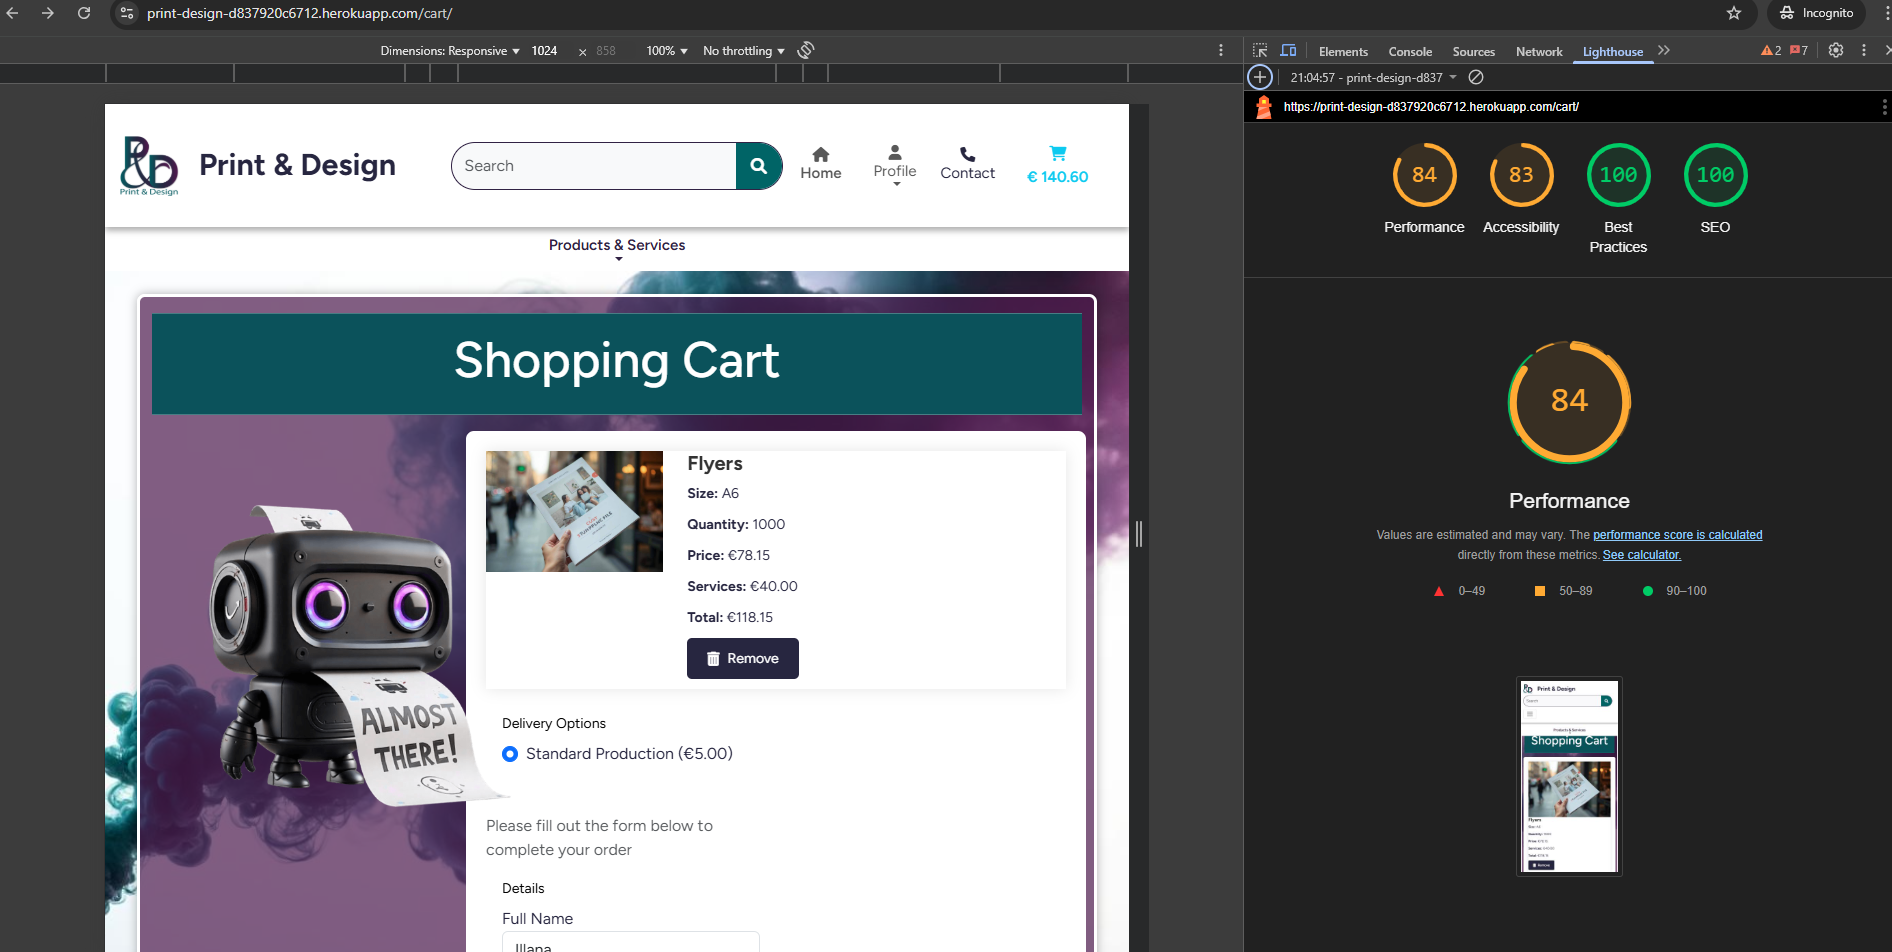 print-design-d837920c6712.herokuapp.com/cart/
Incognito
Dimensions: Responsive 1024 × 858 100% No throttling
Elements Console Sources Network Lighthouse 2 7
21:04:57 - print-design-d837
https://print-design-d837920c6712.herokuapp.com/cart/
Print & Design
Print & Design
Search
Home
Profile
Contact
€ 140.60
Products & Services
Shopping Cart
Flyers
Size: A6
Quantity: 1000
Price: €78.15
Services: €40.00
Total: €118.15
Remove
ALMOST
THERE!
Delivery Options
Standard Production (€5.00)
Please fill out the form below to
complete your order
Details
Full Name
Illana
84
Performance
83
Accessibility
100
Best
Practices
100
SEO
84
Performance
Values are estimated and may vary. The performance score is calculated
directly from these metrics. See calculator.
0–49
50–89
90–100
Print & Design
Search
Products & Services
Shopping Cart
Flyers
Remove